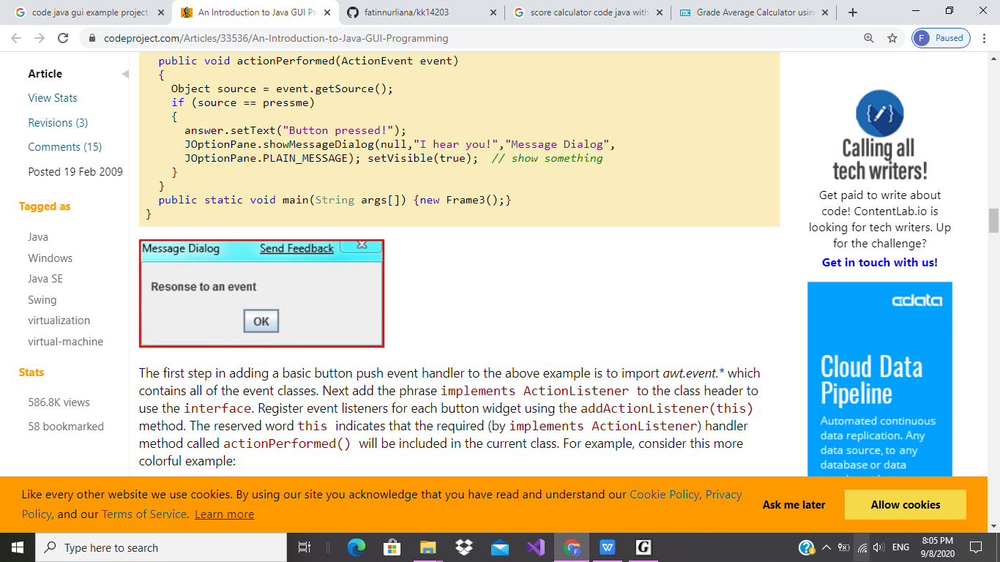 code java gui example project
An Introduction to Java GUI Pr
fatinnurliana/kk14203
score calculator code java with
Grade Average Calculator usin
codeproject.com/Articles/33536/An-Introduction-to-Java-GUI-Programming
F Paused
Article
View Stats
Revisions (3)
Comments (15)
Posted 19 Feb 2009
Tagged as
Java
Windows
Java SE
Swing
virtualization
virtual-machine
Stats
586.8K views
58 bookmarked
public void actionPerformed(ActionEvent event)
{
Object source = event.getSource();
if (source == pressme)
{
answer.setText("Button pressed!");
JOptionPane.showMessageDialog(null,"I hear you!","Message Dialog",
JOptionPane.PLAIN_MESSAGE); setVisible(true);  // show something
}
}
public static void main(String args[]) {new Frame3();}
}
Message Dialog Send Feedback
Resonse to an event
OK
The first step in adding a basic button push event handler to the above example is to import awt.event.* which
contains all of the event classes. Next add the phrase implements ActionListener to the class header to
use the interface. Register event listeners for each button widget using the addActionListener(this)
method. The reserved word this indicates that the required (by implements ActionListener) handler
method called actionPerformed() will be included in the current class. For example, consider this more
colorful example:
Calling all
tech writers!
Get paid to write about
code! ContentLab.io is
looking for tech writers. Up
for the challenge?
Get in touch with us!
cdata
Cloud Data
Pipeline
Automated continuous
data replication. Any
data source, to any
database or data
Like every other website we use cookies. By using our site you acknowledge that you have read and understand our Cookie Policy, Privacy
Policy, and our Terms of Service. Learn more
Ask me later
Allow cookies
Type here to search
ENG
8:05 PM
9/8/2020